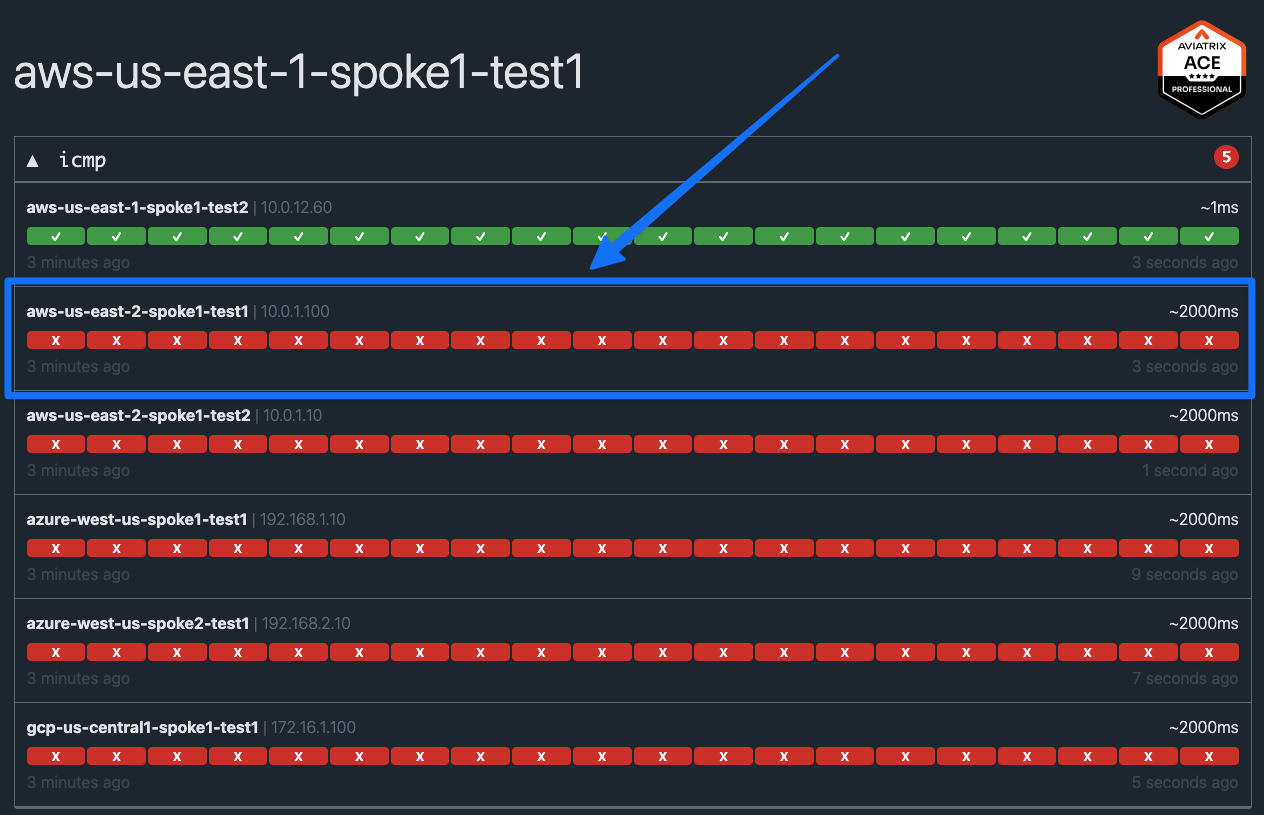 aws-us-east-1-spoke1-test1
AVIATRIX
ACE
PROFESSIONAL
▲ icmp 5
aws-us-east-1-spoke1-test2 | 10.0.12.60 ~1ms
✓ ✓ ✓ ✓ ✓ ✓ ✓ ✓ ✓ ✓ ✓ ✓ ✓ ✓ ✓ ✓ ✓ ✓ ✓ ✓
3 minutes ago 3 seconds ago
aws-us-east-2-spoke1-test1 | 10.0.1.100 ~2000ms
X X X X X X X X X X X X X X X X X X X X
3 minutes ago 3 seconds ago
aws-us-east-2-spoke1-test2 | 10.0.1.10 ~2000ms
X X X X X X X X X X X X X X X X X X X X
3 minutes ago 1 second ago
azure-west-us-spoke1-test1 | 192.168.1.10 ~2000ms
X X X X X X X X X X X X X X X X X X X X
3 minutes ago 9 seconds ago
azure-west-us-spoke2-test1 | 192.168.2.10 ~2000ms
X X X X X X X X X X X X X X X X X X X X
3 minutes ago 7 seconds ago
gcp-us-central1-spoke1-test1 | 172.16.1.100 ~2000ms
X X X X X X X X X X X X X X X X X X X X
3 minutes ago 5 seconds ago